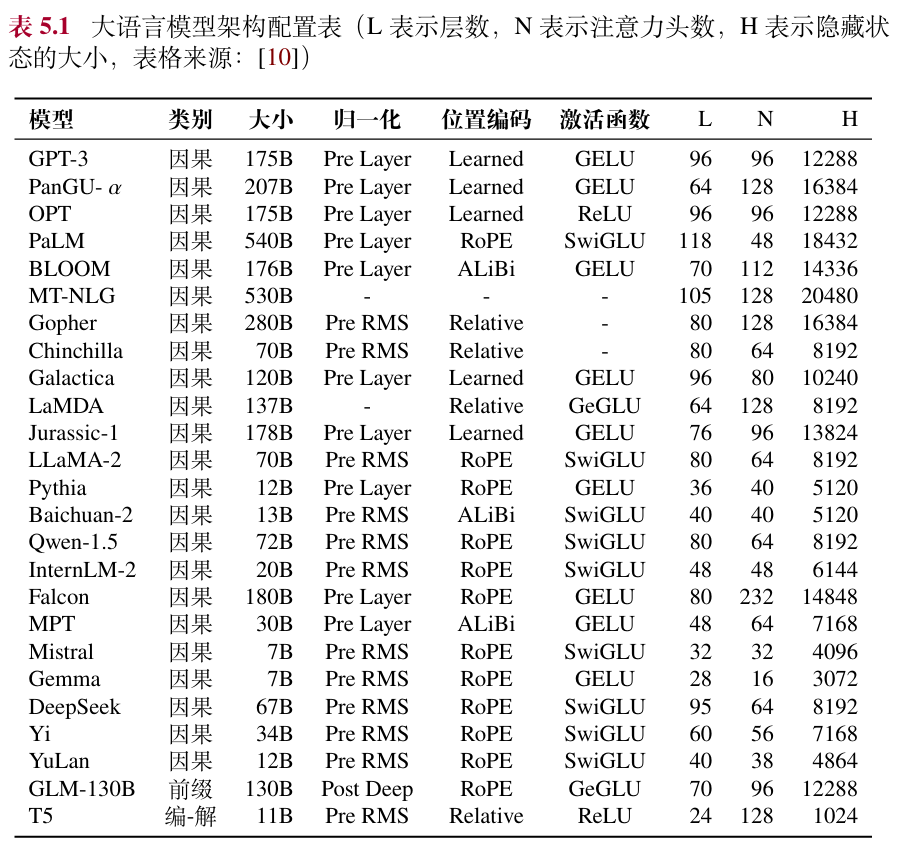 表 5.1 大语言模型架构配置表（L 表示层数，N 表示注意力头数，H 表示隐藏状
态的大小，表格来源：[10]）
模型 类别 大小 归一化 位置编码 激活函数 L N H
GPT-3 因果 175B Pre Layer Learned GELU 96 96 12288
PanGU- α 因果 207B Pre Layer Learned GELU 64 128 16384
OPT 因果 175B Pre Layer Learned ReLU 96 96 12288
PaLM 因果 540B Pre Layer RoPE SwiGLU 118 48 18432
BLOOM 因果 176B Pre Layer ALiBi GELU 70 112 14336
MT-NLG 因果 530B - - - 105 128 20480
Gopher 因果 280B Pre RMS Relative - 80 128 16384
Chinchilla 因果 70B Pre RMS Relative - 80 64 8192
Galactica 因果 120B Pre Layer Learned GELU 96 80 10240
LaMDA 因果 137B - Relative GeGLU 64 128 8192
Jurassic-1 因果 178B Pre Layer Learned GELU 76 96 13824
LLaMA-2 因果 70B Pre RMS RoPE SwiGLU 80 64 8192
Pythia 因果 12B Pre Layer RoPE GELU 36 40 5120
Baichuan-2 因果 13B Pre RMS ALiBi SwiGLU 40 40 5120
Qwen-1.5 因果 72B Pre RMS RoPE SwiGLU 80 64 8192
InternLM-2 因果 20B Pre RMS RoPE SwiGLU 48 48 6144
Falcon 因果 180B Pre Layer RoPE GELU 80 232 14848
MPT 因果 30B Pre Layer ALiBi GELU 48 64 7168
Mistral 因果 7B Pre RMS RoPE SwiGLU 32 32 4096
Gemma 因果 7B Pre RMS RoPE GELU 28 16 3072
DeepSeek 因果 67B Pre RMS RoPE SwiGLU 95 64 8192
Yi 因果 34B Pre RMS RoPE SwiGLU 60 56 7168
YuLan 因果 12B Pre RMS RoPE SwiGLU 40 38 4864
GLM-130B 前缀 130B Post Deep RoPE GeGLU 70 96 12288
T5 编-解 11B Pre RMS Relative ReLU 24 128 1024